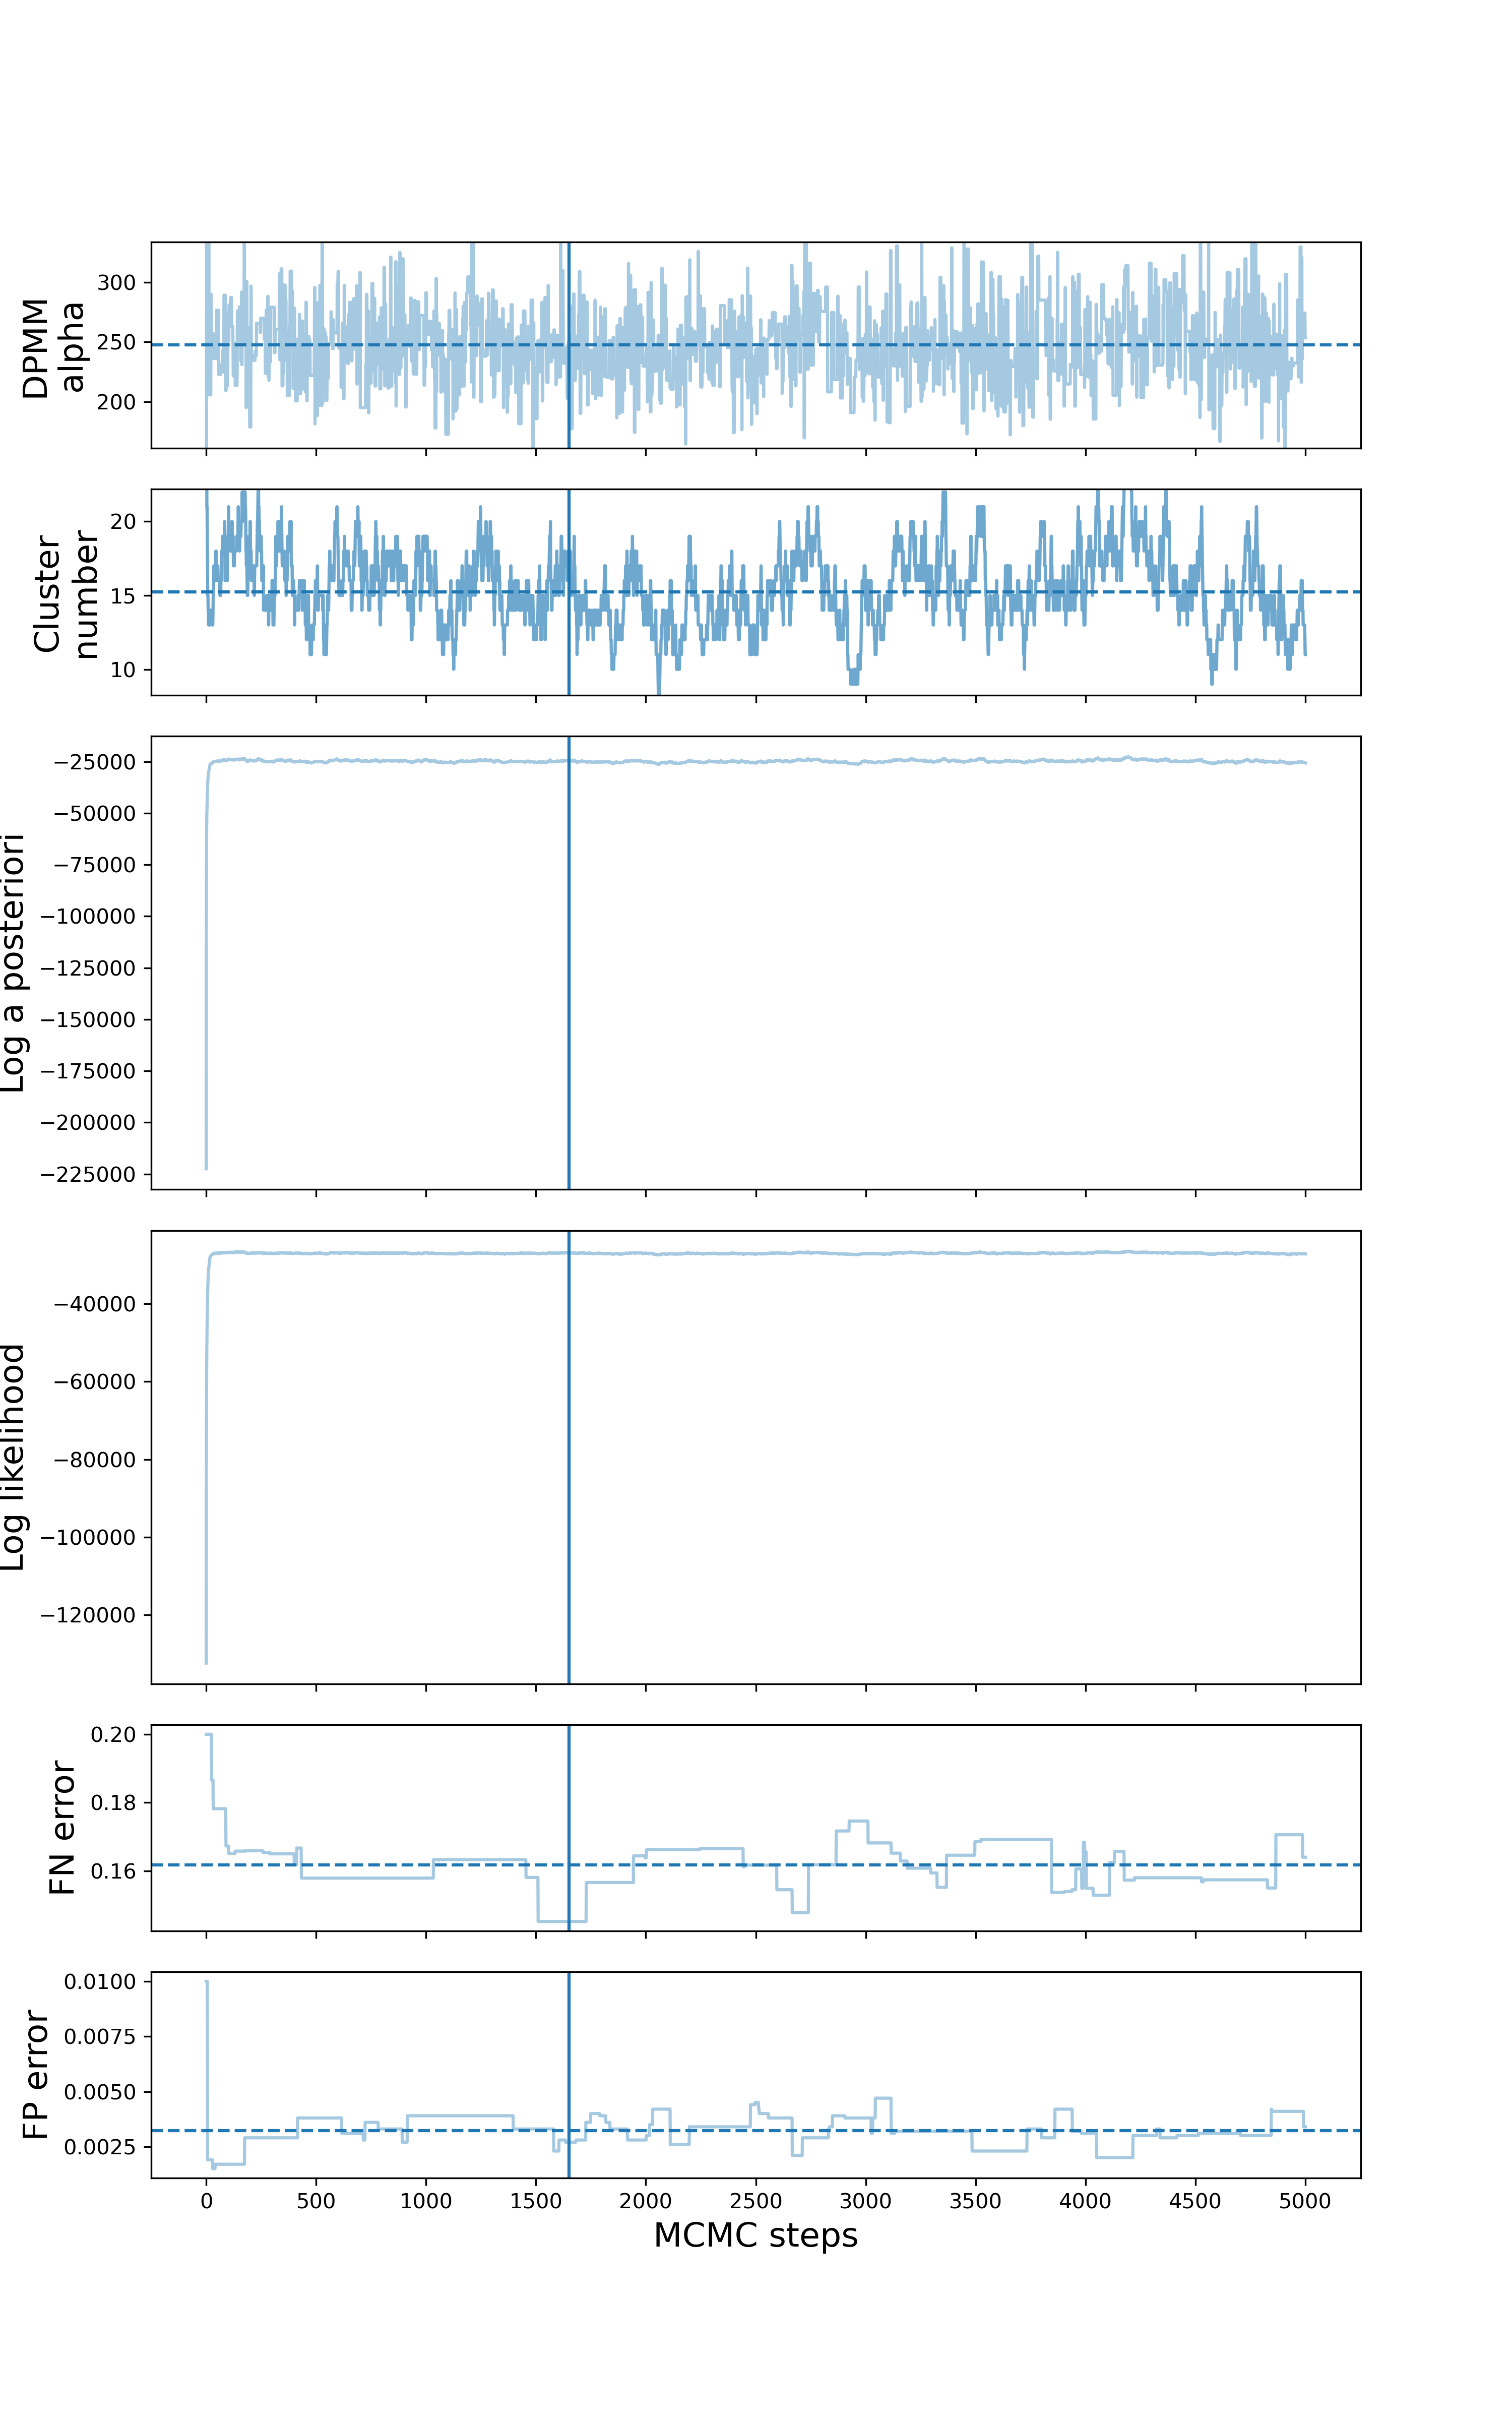 DPMM
alpha
300
250
200
Cluster
number
20
15
10
Log a posteriori
−25000
−50000
−75000
−100000
−125000
−150000
−175000
−200000
−225000
Log likelihood
−40000
−60000
−80000
−100000
−120000
FN error
0.20
0.18
0.16
FP error
0.0100
0.0075
0.0050
0.0025
0 500 1000 1500 2000 2500 3000 3500 4000 4500 5000
MCMC steps